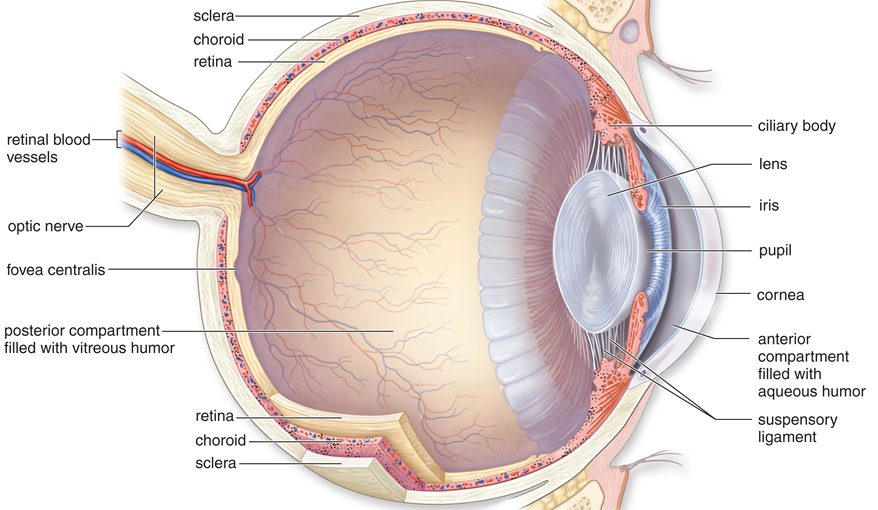 sclera
choroid
retina
retinal blood
vessels
optic nerve
fovea centralis
posterior compartment
filled with vitreous humor
retina
choroid
sclera
ciliary body
lens
iris
pupil
cornea
anterior
compartment
filled with
aqueous humor
suspensory
ligament